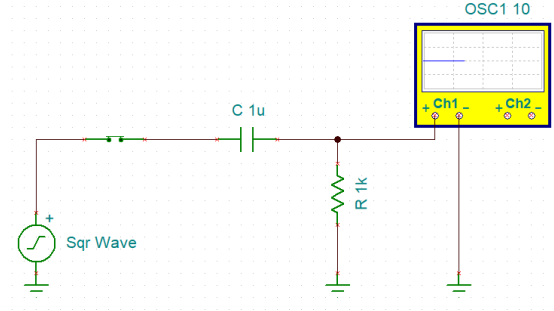 OSC1 10
+ Ch1 - + Ch2 -
C 1u
R 1k
+
Sqr Wave